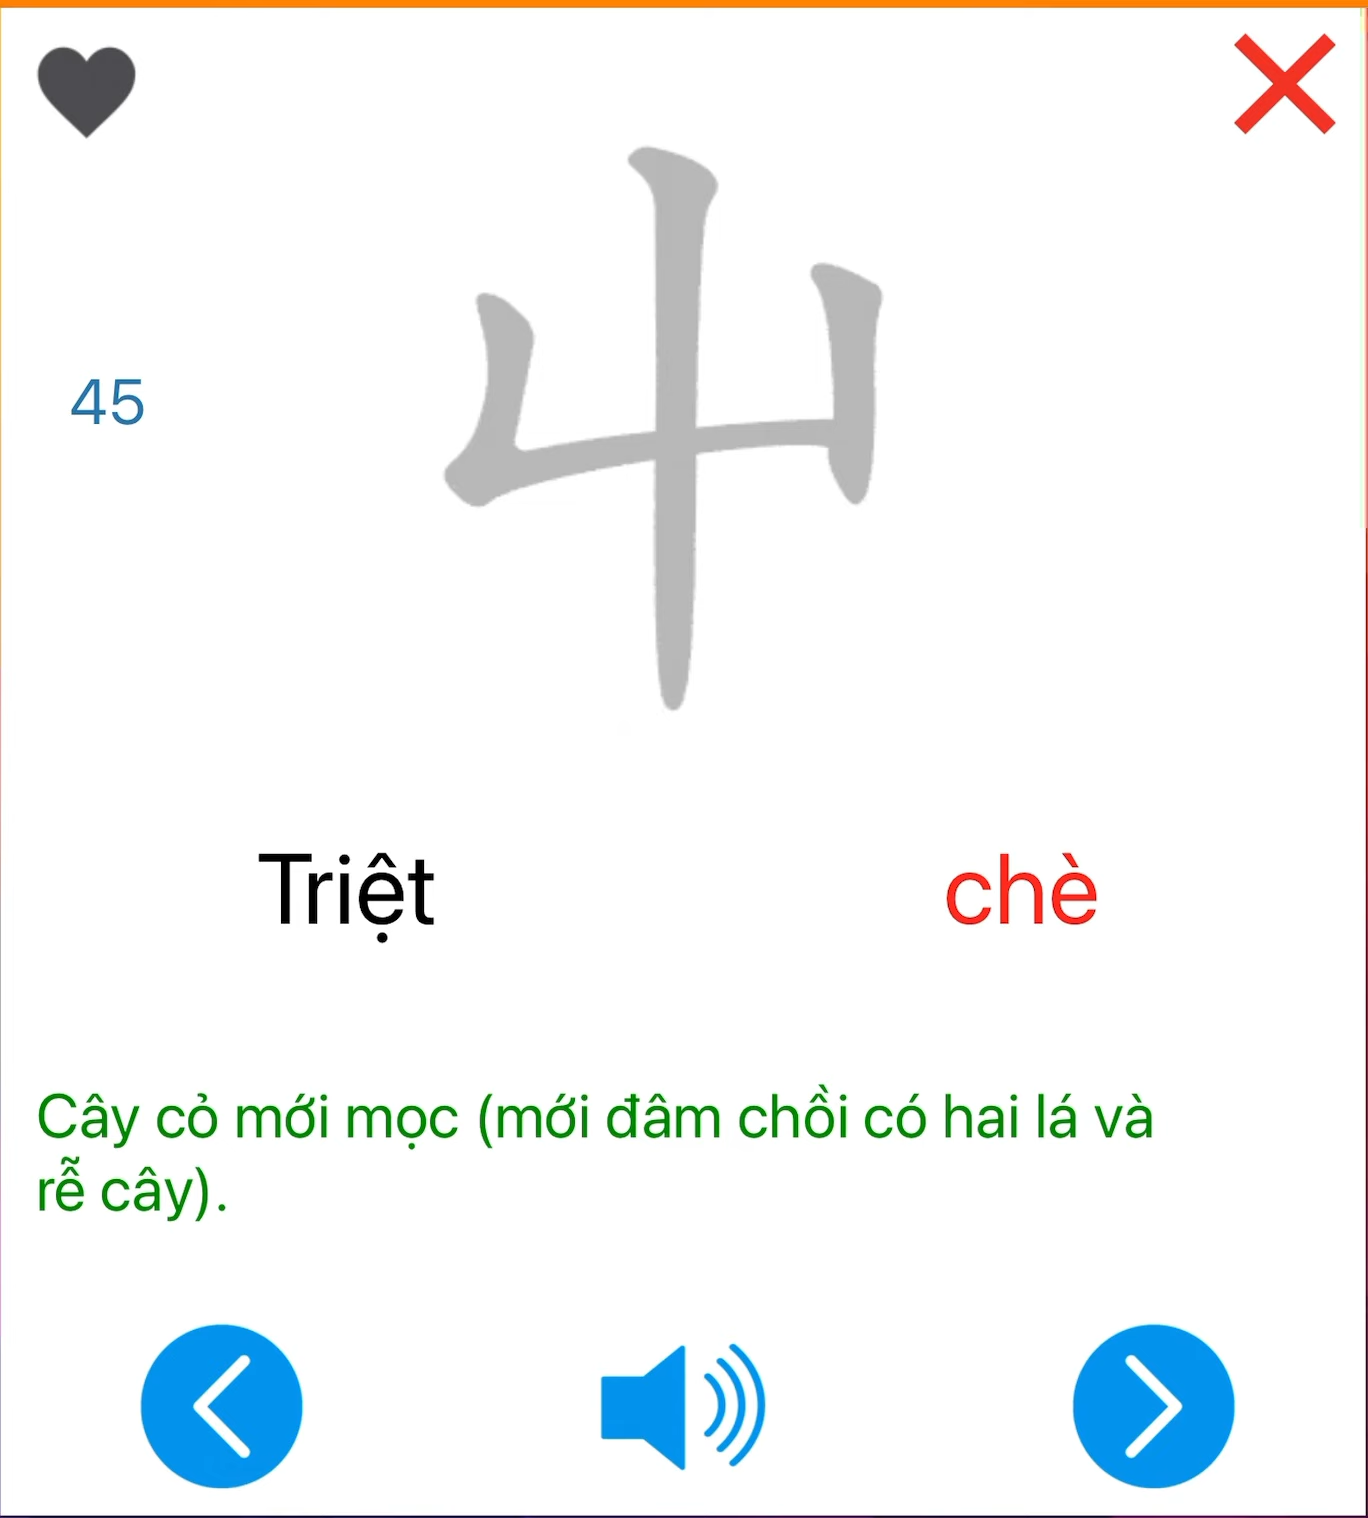 屮
45
Triệt chè
Cây cỏ mới mọc (mới đâm chồi có hai lá và
rễ cây).